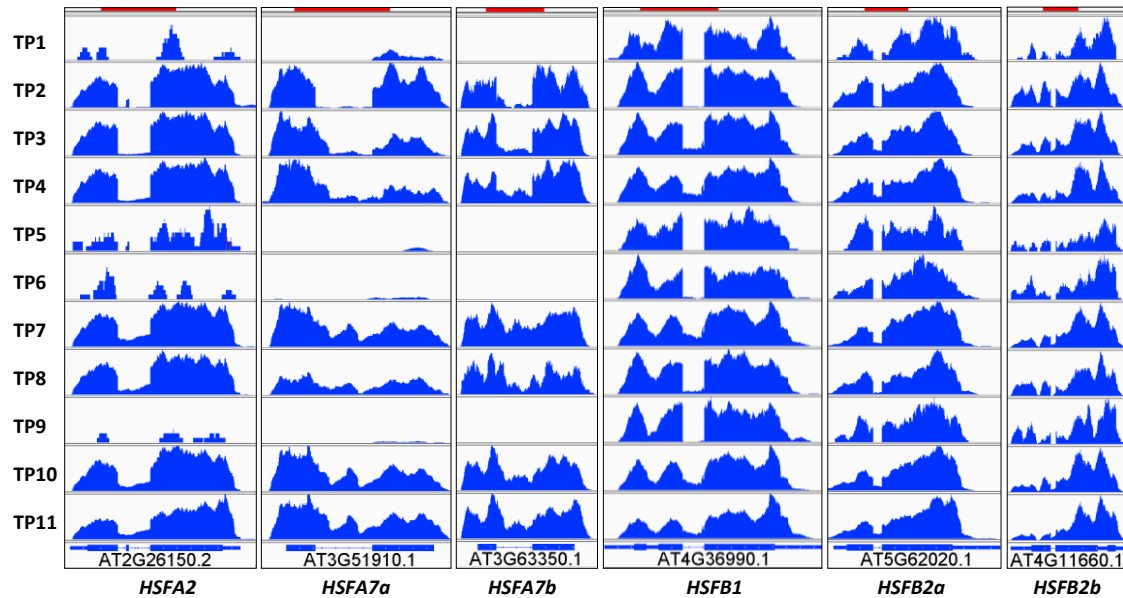 TP1
TP2
TP3
TP4
TP5
TP6
TP7
TP8
TP9
TP10
TP11
AT2G26150.2 AT3G51910.1 AT3G63350.1 AT4G36990.1 AT5G62020.1 AT4G11660.1
HSFA2 HSFA7a HSFA7b HSFB1 HSFB2a HSFB2b